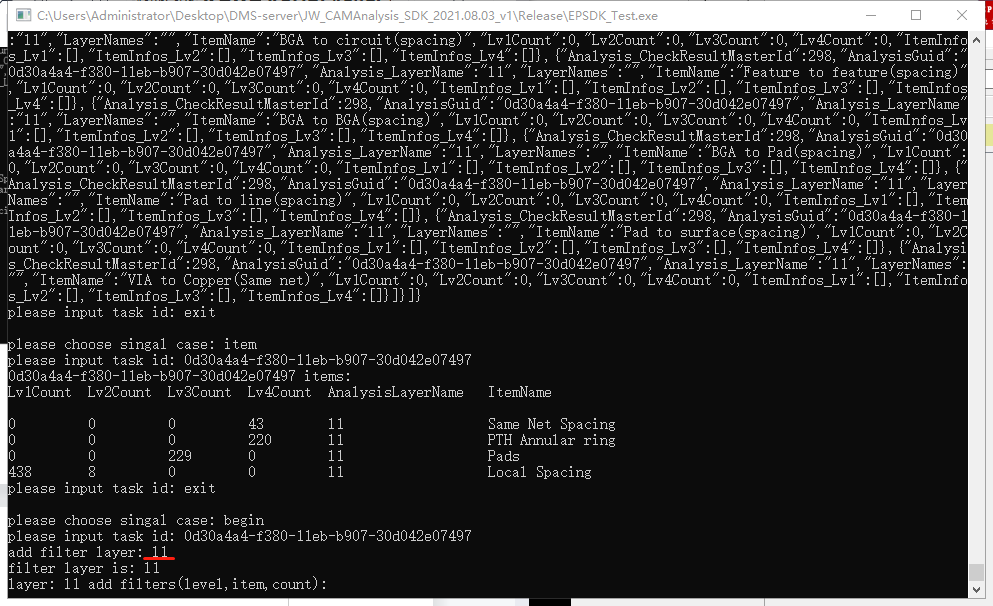 C:\Users\Administrator\Desktop\DMS-server\JW_CAMAnalysis_SDK_2021.08.03_v1\Release\EPSDK_Test.exe
:"11","LayerNames":"","ItemName":"BGA to circuit(spacing)","Lv1Count":0,"Lv2Count":0,"Lv3Count":0,"Lv4Count":0,"ItemInfo
s_Lv1":[],"ItemInfos_Lv2":[],"ItemInfos_Lv3":[],"ItemInfos_Lv4":[]},{"Analysis_CheckResultMasterId":298,"AnalysisGuid":"
0d30a4a4-f380-11eb-b907-30d042e07497","Analysis_LayerName":"11","LayerNames":"","ItemName":"Feature to feature(spacing)"
,"Lv1Count":0,"Lv2Count":0,"Lv3Count":0,"Lv4Count":0,"ItemInfos_Lv1":[],"ItemInfos_Lv2":[],"ItemInfos_Lv3":[],"ItemInfos
_Lv4":[]},{"Analysis_CheckResultMasterId":298,"AnalysisGuid":"0d30a4a4-f380-11eb-b907-30d042e07497","Analysis_LayerName"
:"11","LayerNames":"","ItemName":"BGA to BGA(spacing)","Lv1Count":0,"Lv2Count":0,"Lv3Count":0,"Lv4Count":0,"ItemInfos_Lv
1":[],"ItemInfos_Lv2":[],"ItemInfos_Lv3":[],"ItemInfos_Lv4":[]},{"Analysis_CheckResultMasterId":298,"AnalysisGuid":"0d30
a4a4-f380-11eb-b907-30d042e07497","Analysis_LayerName":"11","LayerNames":"","ItemName":"BGA to Pad(spacing)","Lv1Count":
0,"Lv2Count":0,"Lv3Count":0,"Lv4Count":0,"ItemInfos_Lv1":[],"ItemInfos_Lv2":[],"ItemInfos_Lv3":[],"ItemInfos_Lv4":[]},{"
Analysis_CheckResultMasterId":298,"AnalysisGuid":"0d30a4a4-f380-11eb-b907-30d042e07497","Analysis_LayerName":"11","Layer
Names":"","ItemName":"Pad to line(spacing)","Lv1Count":0,"Lv2Count":0,"Lv3Count":0,"Lv4Count":0,"ItemInfos_Lv1":[],"Item
Infos_Lv2":[],"ItemInfos_Lv3":[],"ItemInfos_Lv4":[]},{"Analysis_CheckResultMasterId":298,"AnalysisGuid":"0d30a4a4-f380-1
1eb-b907-30d042e07497","Analysis_LayerName":"11","LayerNames":"","ItemName":"Pad to surface(spacing)","Lv1Count":0,"Lv2C
ount":0,"Lv3Count":0,"Lv4Count":0,"ItemInfos_Lv1":[],"ItemInfos_Lv2":[],"ItemInfos_Lv3":[],"ItemInfos_Lv4":[]},{"Analysi
s_CheckResultMasterId":298,"AnalysisGuid":"0d30a4a4-f380-11eb-b907-30d042e07497","Analysis_LayerName":"11","LayerNames":
"","ItemName":"VIA to Copper(Same net)","Lv1Count":0,"Lv2Count":0,"Lv3Count":0,"Lv4Count":0,"ItemInfos_Lv1":[],"ItemInfo
s_Lv2":[],"ItemInfos_Lv3":[],"ItemInfos_Lv4":[]}]}]}
please input task id: exit
please choose singal case: item
please input task id: 0d30a4a4-f380-11eb-b907-30d042e07497
0d30a4a4-f380-11eb-b907-30d042e07497 items:
Lv1Count Lv2Count Lv3Count Lv4Count AnalysisLayerName ItemName
0 0 0 43 11 Same Net Spacing
0 0 0 220 11 PTH Annular ring
0 0 229 0 11 Pads
438 8 0 0 11 Local Spacing
please input task id: exit
please choose singal case: begin
please input task id: 0d30a4a4-f380-11eb-b907-30d042e07497
add filter layer: 11
filter layer is: 11
layer: 11 add filters(level,item,count):